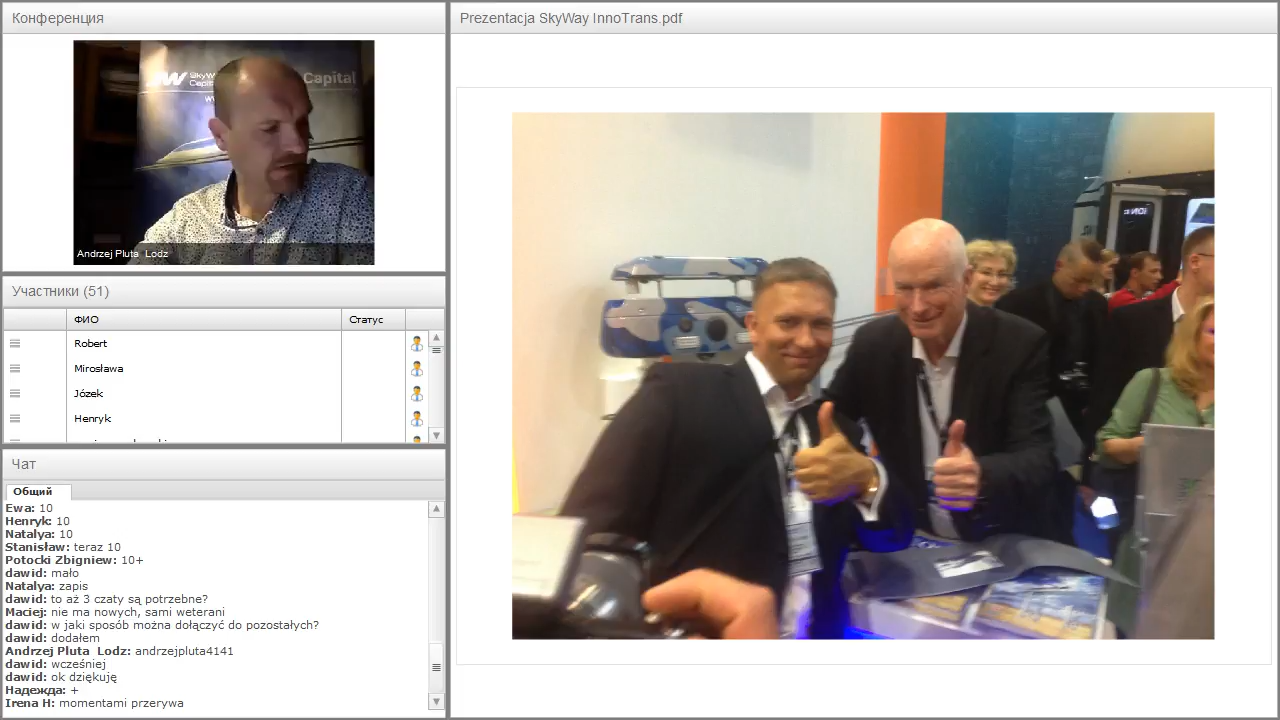 Конференция
SkyW
Capit
Capital
Andrzej Pluta Lodz
Участники (51)
ФИО
Статус
Robert
Mirosława
Józek
Henryk
Чат
Общий
Ewa: 10
Henryk: 10
Natalya: 10
Stanisław: teraz 10
Potocki Zbigniew: 10+
dawid: mało
Natalya: zapis
dawid: to aż 3 czaty są potrzebne?
Maciej: nie ma nowych, sami weterani
dawid: w jaki sposób można dołączyć do pozostałych?
dawid: dodałem
Andrzej Pluta Lodz: andrzejpluta4141
dawid: wcześniej
dawid: ok dziękuję
Надежда: +
Irena H: momentami przerywa
Prezentacja SkyWay InnoTrans.pdf